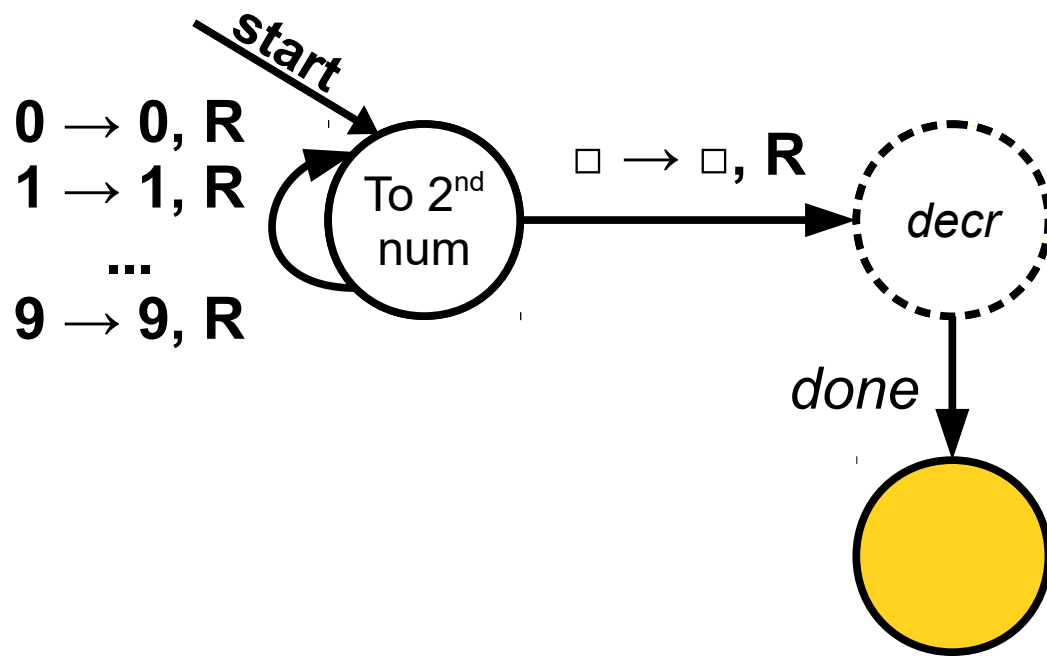 start
0 → 0, R
1 → 1, R
...
9 → 9, R
To 2nd
num
□ → □, R
decr
done